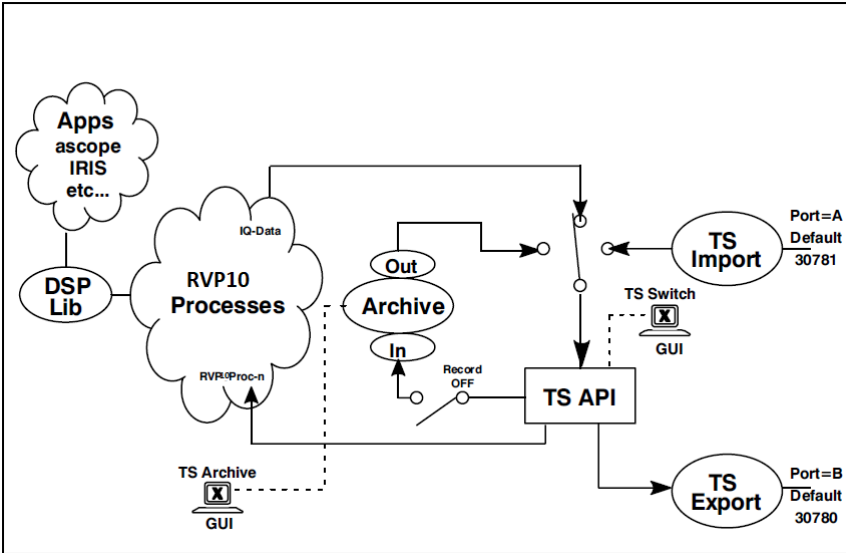 Apps
ascope
IRIS
etc...
DSP
Lib
IQ-Data
RVP10
Processes
RVP10Proc-n
Out
Archive
In
Record
OFF
TS
Import
Port=A
Default
30781
TS Switch
X
GUI
TS API
TS Archive
X
GUI
TS
Export
Port=B
Default
30780